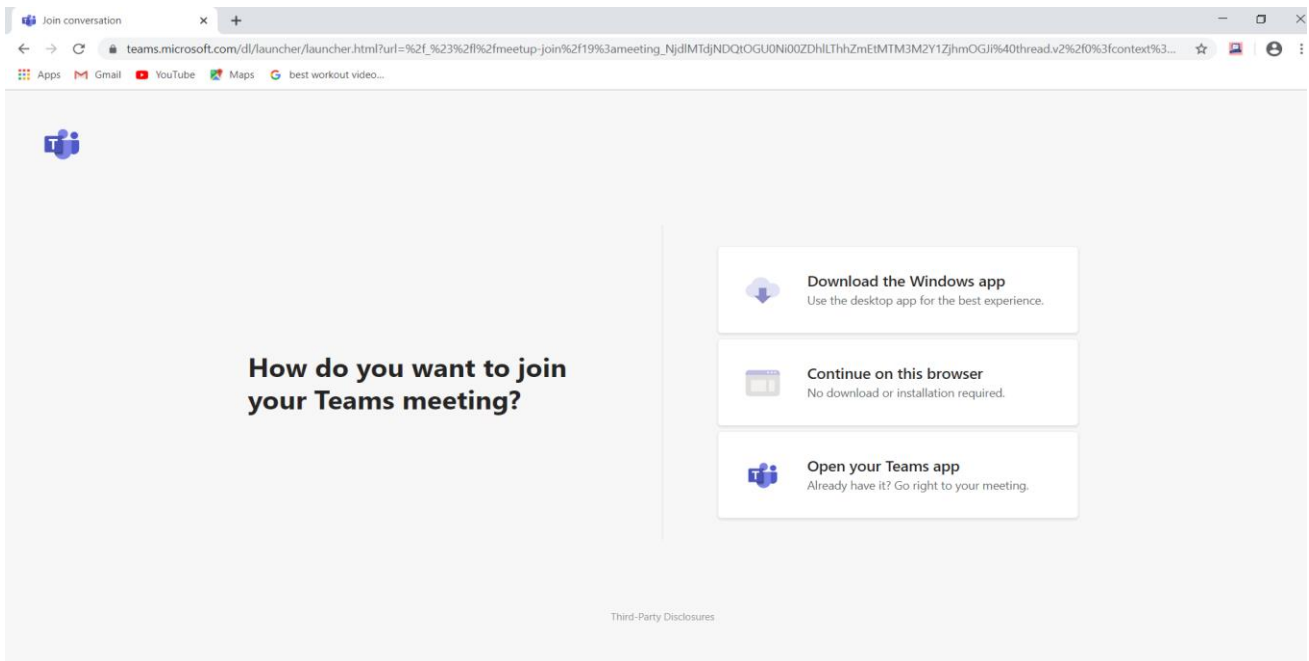 Join conversation
teams.microsoft.com/dl/launcher/launcher.html?url=%2f_%23%2fl%2fmeetup-join%2f19%3ameeting_NjdlMTdjNDQtOGU0Ni00ZDhlLThhZmEtMTM3M2Y1ZjhmOGJi%40thread.v2%2f0%3fcontext%3...
Apps Gmail YouTube Maps best workout video...
How do you want to join
your Teams meeting?
Download the Windows app
Use the desktop app for the best experience.
Continue on this browser
No download or installation required.
Open your Teams app
Already have it? Go right to your meeting.
Third-Party Disclosures